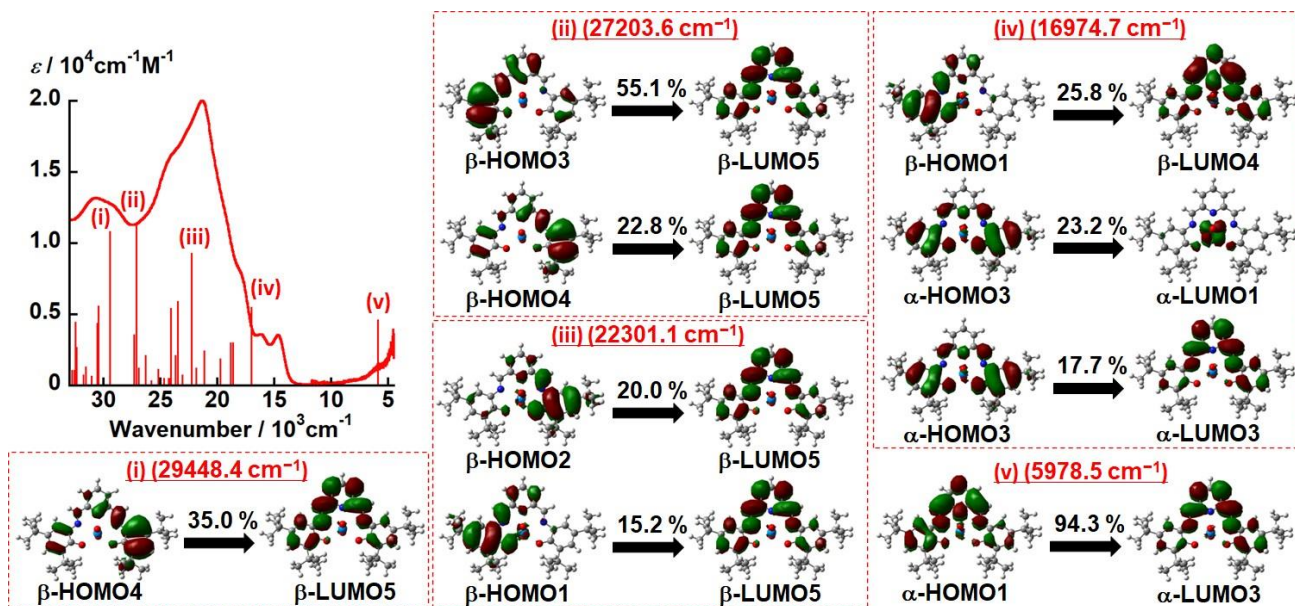 ε / 10⁴cm⁻¹M⁻¹
2.0
1.5
1.0
0.5
0
(i)
(ii)
(iii)
(iv)
(v)
30 25 20 15 10 5
Wavenumber / 10³cm⁻¹
(i) (29448.4 cm⁻¹)
35.0 %
β-HOMO4 β-LUMO5
(ii) (27203.6 cm⁻¹)
55.1 %
β-HOMO3 β-LUMO5
22.8 %
β-HOMO4 β-LUMO5
(iii) (22301.1 cm⁻¹)
20.0 %
β-HOMO2 β-LUMO5
15.2 %
β-HOMO1 β-LUMO5
(iv) (16974.7 cm⁻¹)
25.8 %
β-HOMO1 β-LUMO4
23.2 %
α-HOMO3 α-LUMO1
17.7 %
α-HOMO3 α-LUMO3
(v) (5978.5 cm⁻¹)
94.3 %
α-HOMO1 α-LUMO3